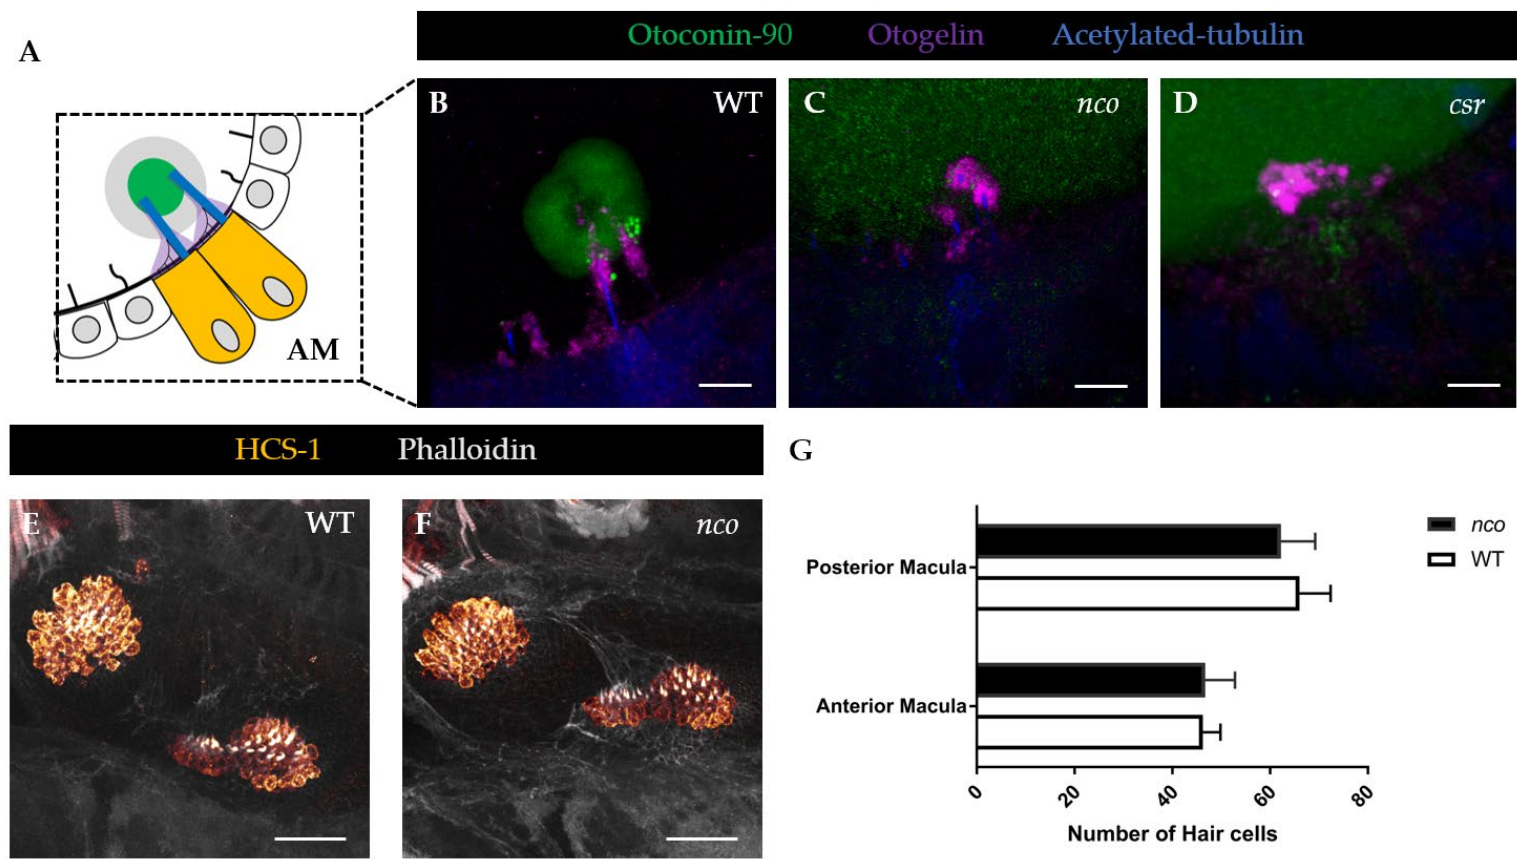 A
Otoconin-90 Otogelin Acetylated-tubulin
B WT
C nco
D csr
AM
HCS-1 Phalloidin
E WT
F nco
G
nco
WT
Posterior Macula
Anterior Macula
0 20 40 60 80
Number of Hair cells